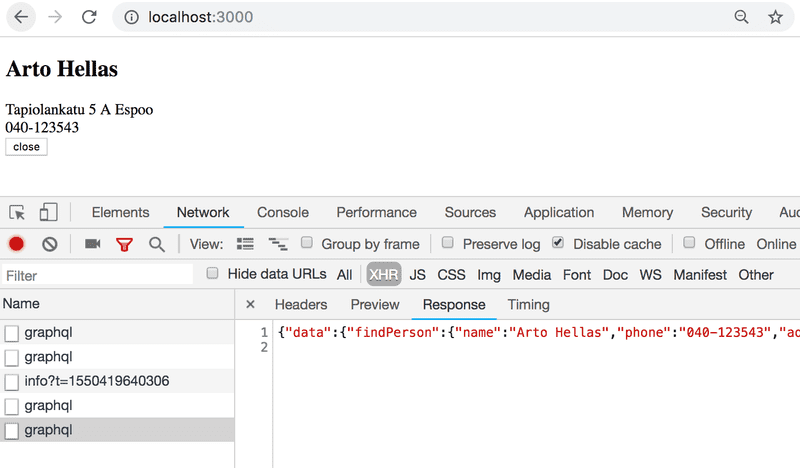 localhost:3000
Arto Hellas
Tapiolankatu 5 A Espoo
040-123543
close
Elements Network Console Performance Sources Application Memory Security Auc
View: Group by frame Preserve log Disable cache Offline Online
Filter Hide data URLs All XHR JS CSS Img Media Font Doc WS Manifest Other
Name × Headers Preview Response Timing
graphql
graphql
info?t=1550419640306
graphql
graphql
1 {"data":{"findPerson":{"name":"Arto Hellas","phone":"040-123543","ad
2